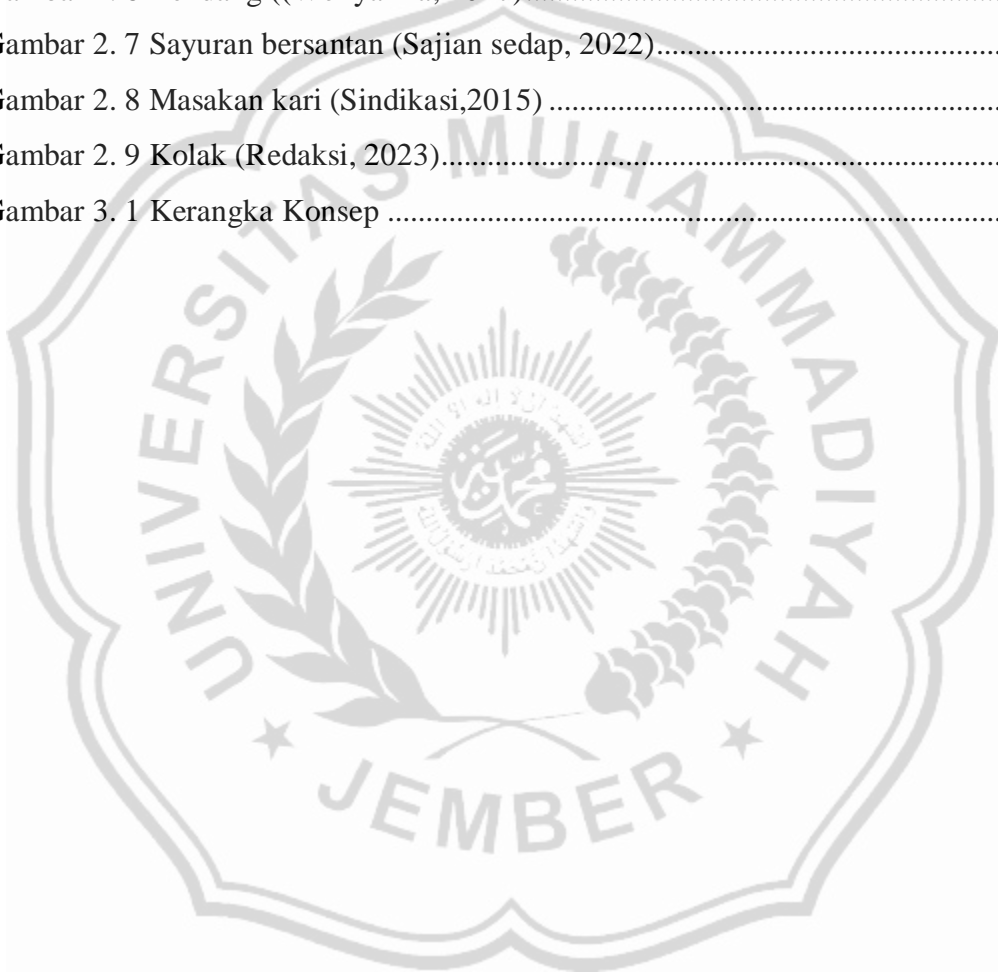 Gambar 2. 7 Sayuran bersantan (Sajian sedap, 2022)
Gambar 2. 8 Masakan kari (Sindikasi,2015)
Gambar 2. 9 Kolak (Redaksi, 2023)
Gambar 3. 1 Kerangka Konsep
UNIVERSITAS MUHAMMADIYAH
JEMBER